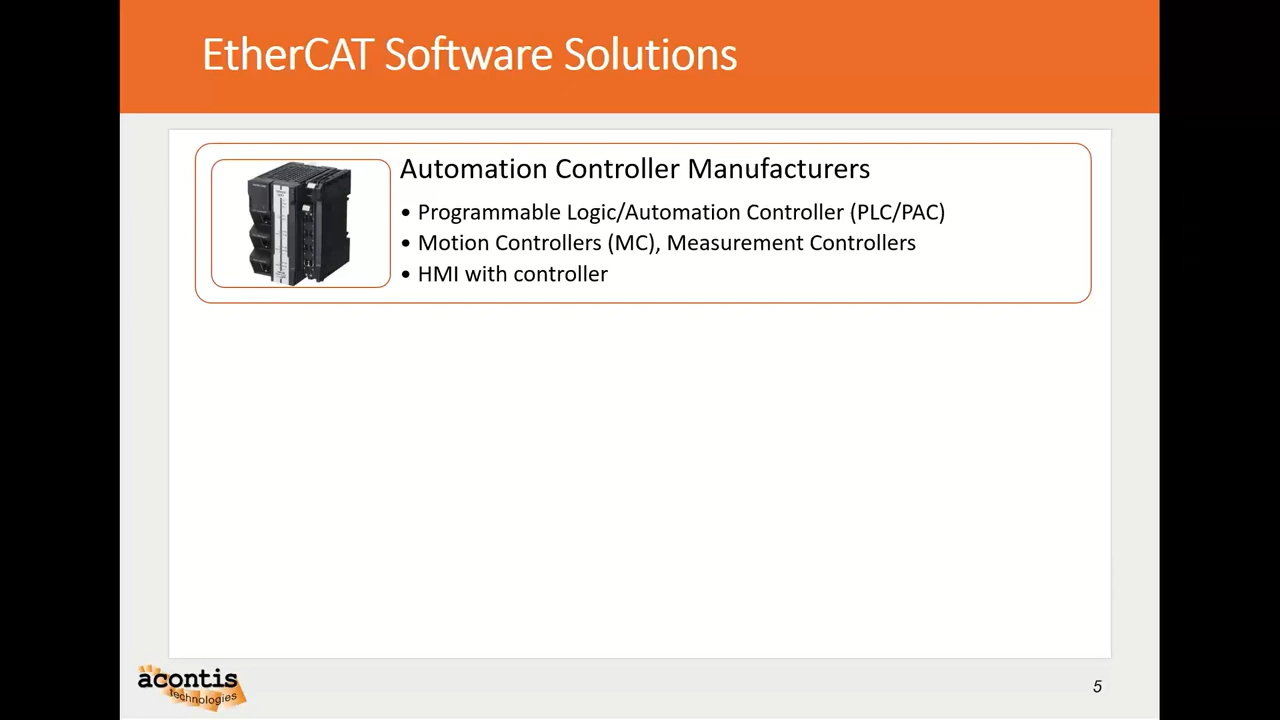 EtherCAT Software Solutions
Automation Controller Manufacturers
• Programmable Logic/Automation Controller (PLC/PAC)
• Motion Controllers (MC), Measurement Controllers
• HMI with controller
acontis
technologies
5